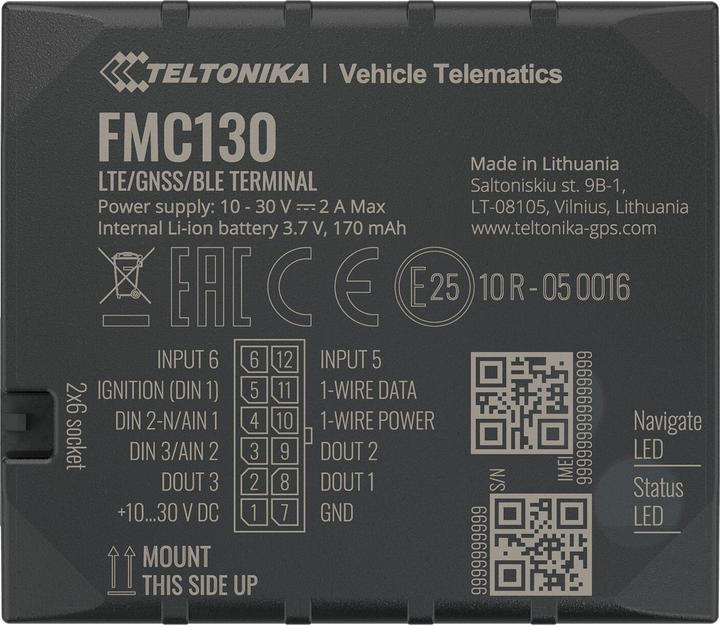 TELTONIKA | Vehicle Telematics
FMC130
LTE/GNSS/BLE TERMINAL
Power supply: 10 - 30 V ⎓ 2 A Max
Internal Li-ion battery 3.7 V, 170 mAh
Made in Lithuania
Saltoniskiu st. 9B-1,
LT-08105, Vilnius, Lithuania
www.teltonika-gps.com
EAC CE E25 10 R - 05 0016
2x6 socket
INPUT 6 6 12 INPUT 5
IGNITION (DIN 1) 5 11 1-WIRE DATA
DIN 2-N/AIN 1 4 10 1-WIRE POWER
DIN 3/AIN 2 3 9 DOUT 2
DOUT 3 2 8 DOUT 1
+10...30 V DC 1 7 GND
MOUNT
THIS SIDE UP
IMEI
S/N
Navigate
LED
Status
LED